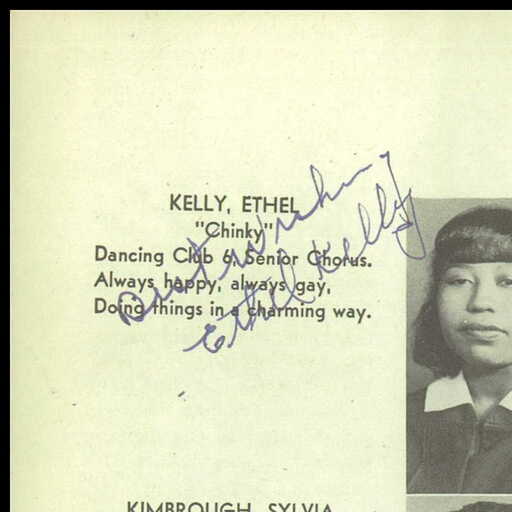 KELLY, ETHEL
"Chinky"
Dancing Club 6, Senior Chorus.
Always happy, always gay,
Doing things in a charming way.
Best wishes
Ethel Kelly
KIMBROUGH, SYLVIA